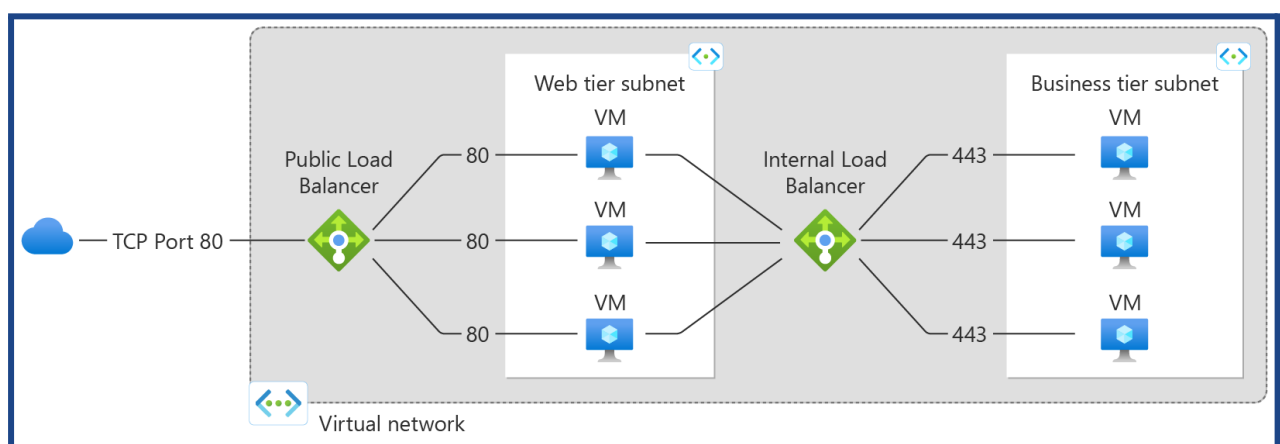 Web tier subnet
Business tier subnet
VM
VM
Public Load
Balancer
80
Internal Load
Balancer
443
VM
VM
TCP Port 80
80
443
VM
VM
80
443
Virtual network